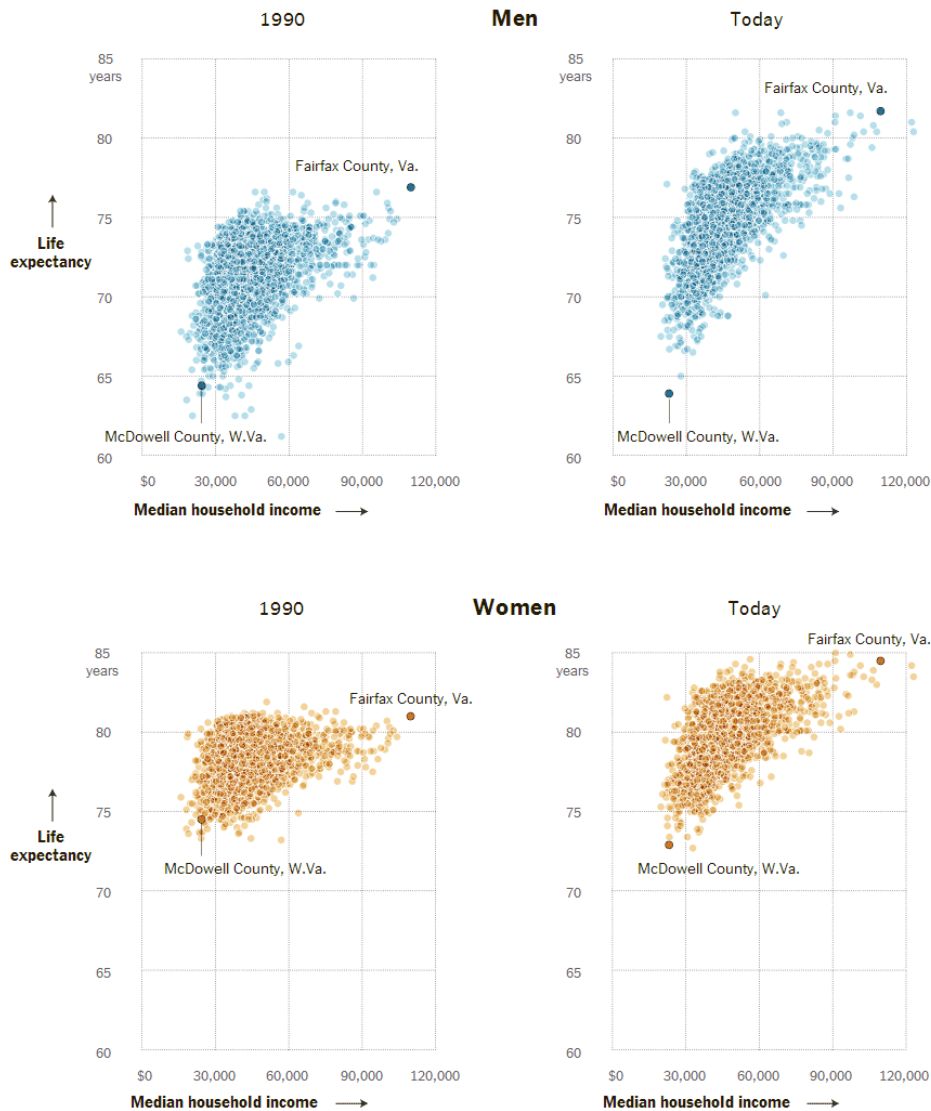 1990
Men
Today
85
years
80
75
70
65
60
Life
expectancy
Fairfax County, Va.
McDowell County, W.Va.
$0 30,000 60,000 90,000 120,000
Median household income
85
years
80
75
70
65
60
Fairfax County, Va.
McDowell County, W.Va.
$0 30,000 60,000 90,000 120,000
Median household income
1990
Women
Today
85
years
80
75
70
65
60
Life
expectancy
Fairfax County, Va.
McDowell County, W.Va.
$0 30,000 60,000 90,000 120,000
Median household income
85
years
80
75
70
65
60
Fairfax County, Va.
McDowell County, W.Va.
$0 30,000 60,000 90,000 120,000
Median household income